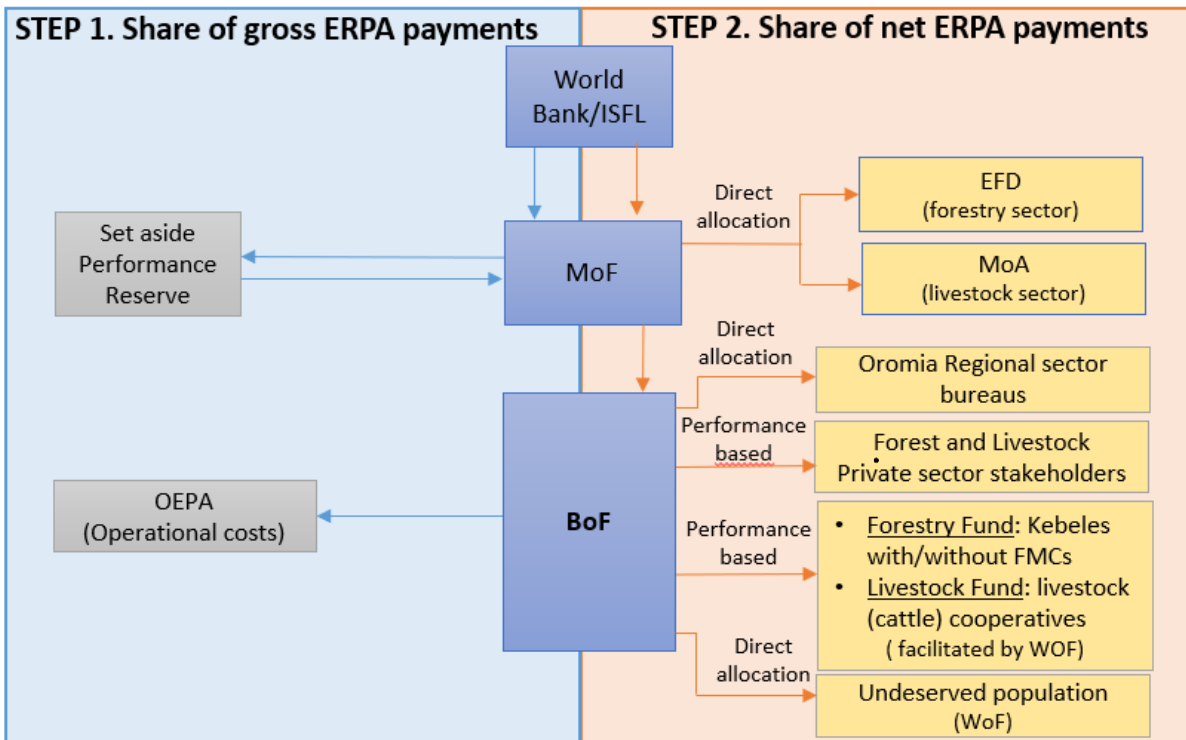 STEP 1. Share of gross ERPA payments
STEP 2. Share of net ERPA payments
World
Bank/ISFL
Direct
allocation
EFD
(forestry sector)
Set aside
Performance
Reserve
MoF
MoA
(livestock sector)
Direct
allocation
Oromia Regional sector
bureaus
Performance
based
Forest and Livestock
Private sector stakeholders
OEPA
(Operational costs)
BoF
Performance
based
• Forestry Fund: Kebeles
with/without FMCs
• Livestock Fund: livestock
(cattle) cooperatives
( facilitated by WOF)
Direct
allocation
Undeserved population
(WoF)